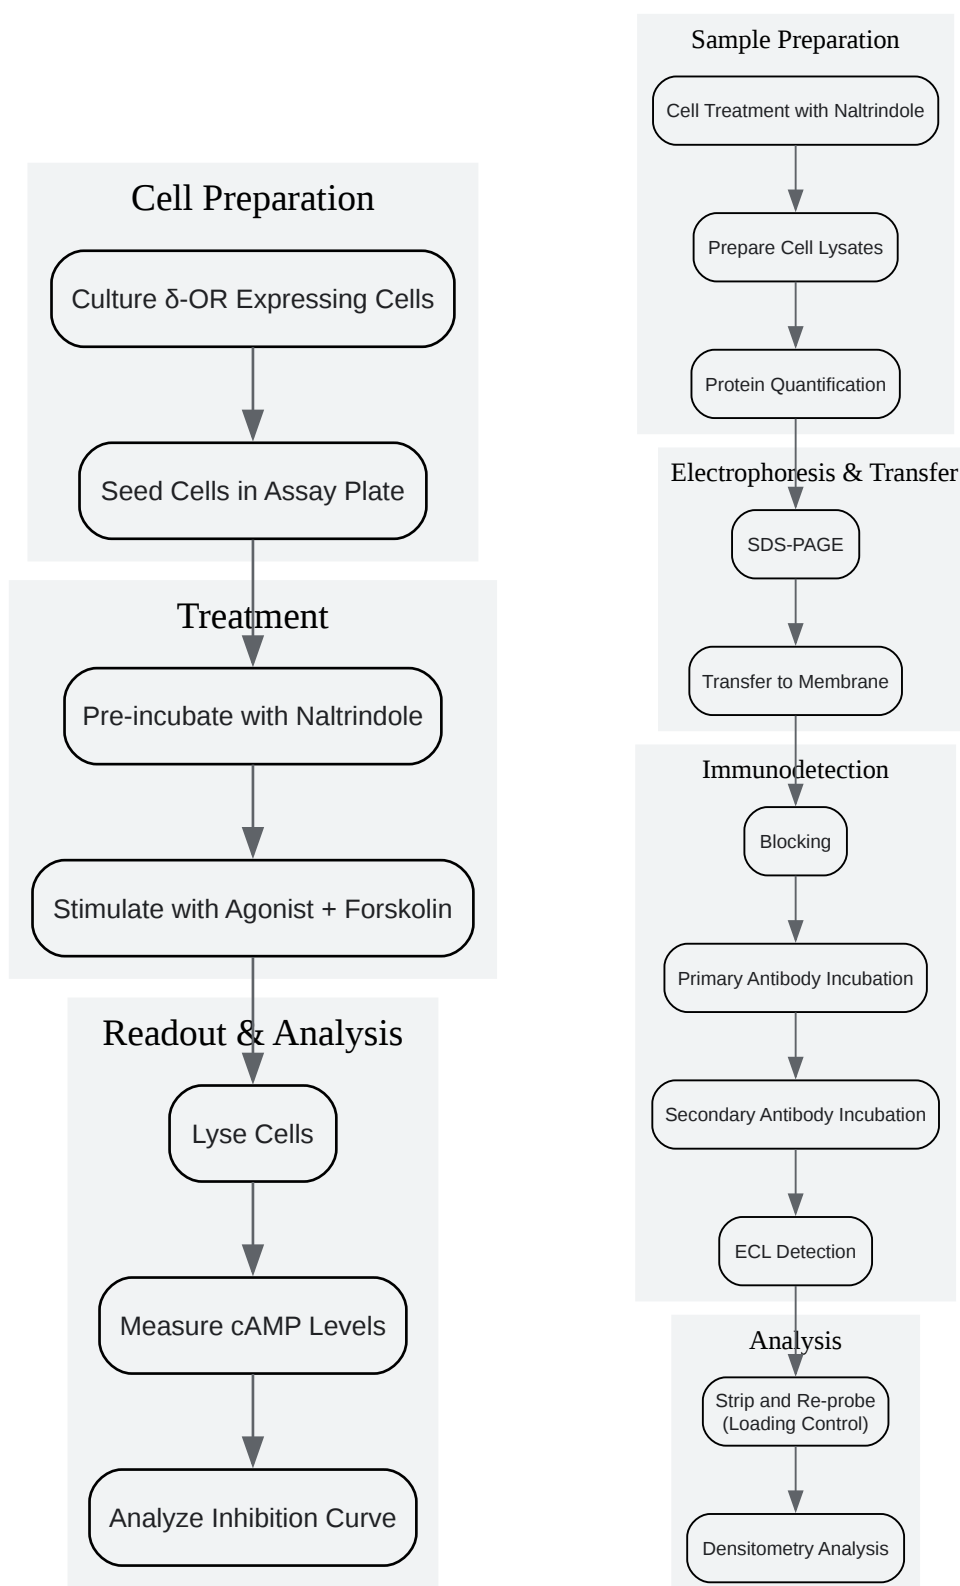 Cell Preparation
Culture δ-OR Expressing Cells
Seed Cells in Assay Plate
Treatment
Pre-incubate with Naltrindole
Stimulate with Agonist + Forskolin
Readout & Analysis
Lyse Cells
Measure cAMP Levels
Analyze Inhibition Curve
Sample Preparation
Cell Treatment with Naltrindole
Prepare Cell Lysates
Protein Quantification
Electrophoresis & Transfer
SDS-PAGE
Transfer to Membrane
Immunodetection
Blocking
Primary Antibody Incubation
Secondary Antibody Incubation
ECL Detection
Analysis
Strip and Re-probe
(Loading Control)
Densitometry Analysis